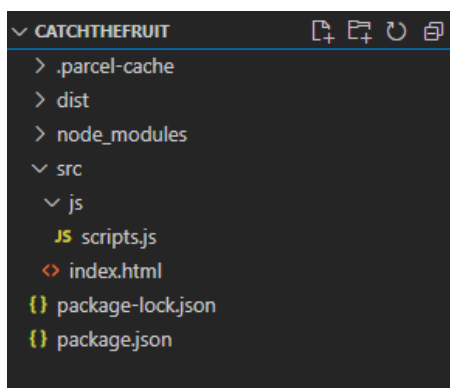 CATCHTHEFRUIT
.parcel-cache
dist
node_modules
src
js
JS scripts.js
<> index.html
{} package-lock.json
{} package.json